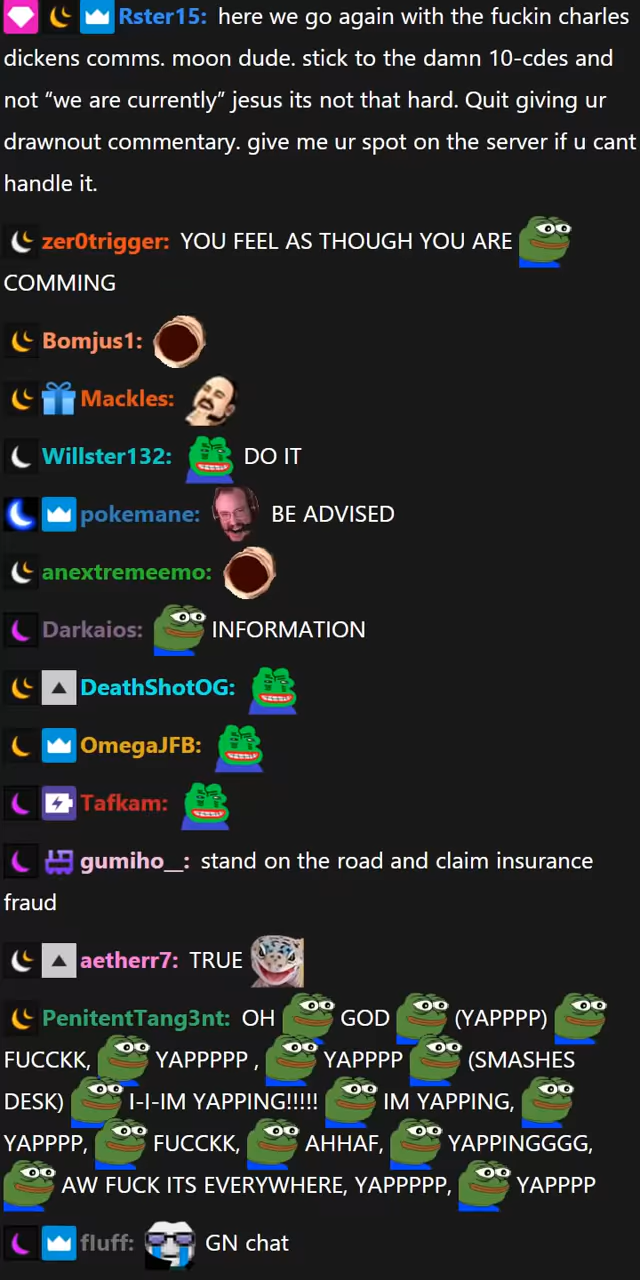 Rster15: here we go again with the fuckin charles
dickens comms. moon dude. stick to the damn 10-cdes and
not “we are currently” jesus its not that hard. Quit giving ur
drawnout commentary. give me ur spot on the server if u cant
handle it.
zer0trigger: YOU FEEL AS THOUGH YOU ARE
COMMING
Bomjus1:
Mackles:
Willster132: DO IT
pokemane: BE ADVISED
anextremeemo:
Darkaios: INFORMATION
DeathShotOG:
OmegaJFB:
Tafkam:
gumiho__: stand on the road and claim insurance
fraud
aetherr7: TRUE
PenitentTang3nt: OH GOD (YAPPPP)
FUCCKK, YAPPPPP , YAPPPP (SMASHES
DESK) I-I-IM YAPPING!!!!! IM YAPPING,
YAPPPP, FUCCKK, AHHAF, YAPPINGGGG,
AW FUCK ITS EVERYWHERE, YAPPPPP, YAPPPP
fluff: GN chat